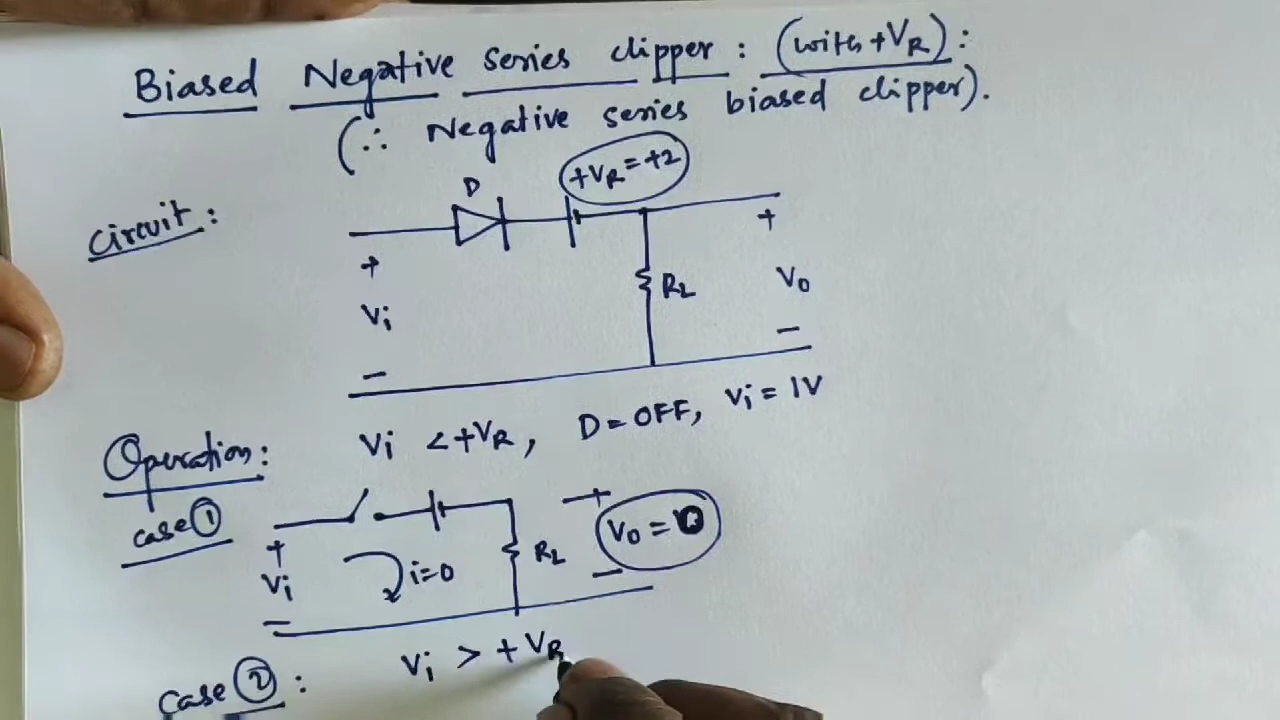 Biased Negative series clipper : (with +VR) :
(∴ Negative series biased clipper).
Circuit :
D
+VR = +2
+
Vi
−
RL
+
Vo
−
Operation : Vi < +VR , D = OFF, Vi = 1V
case ①
+
Vi
−
i=0
RL
+
Vo = 0
−
case ② : Vi > + VR